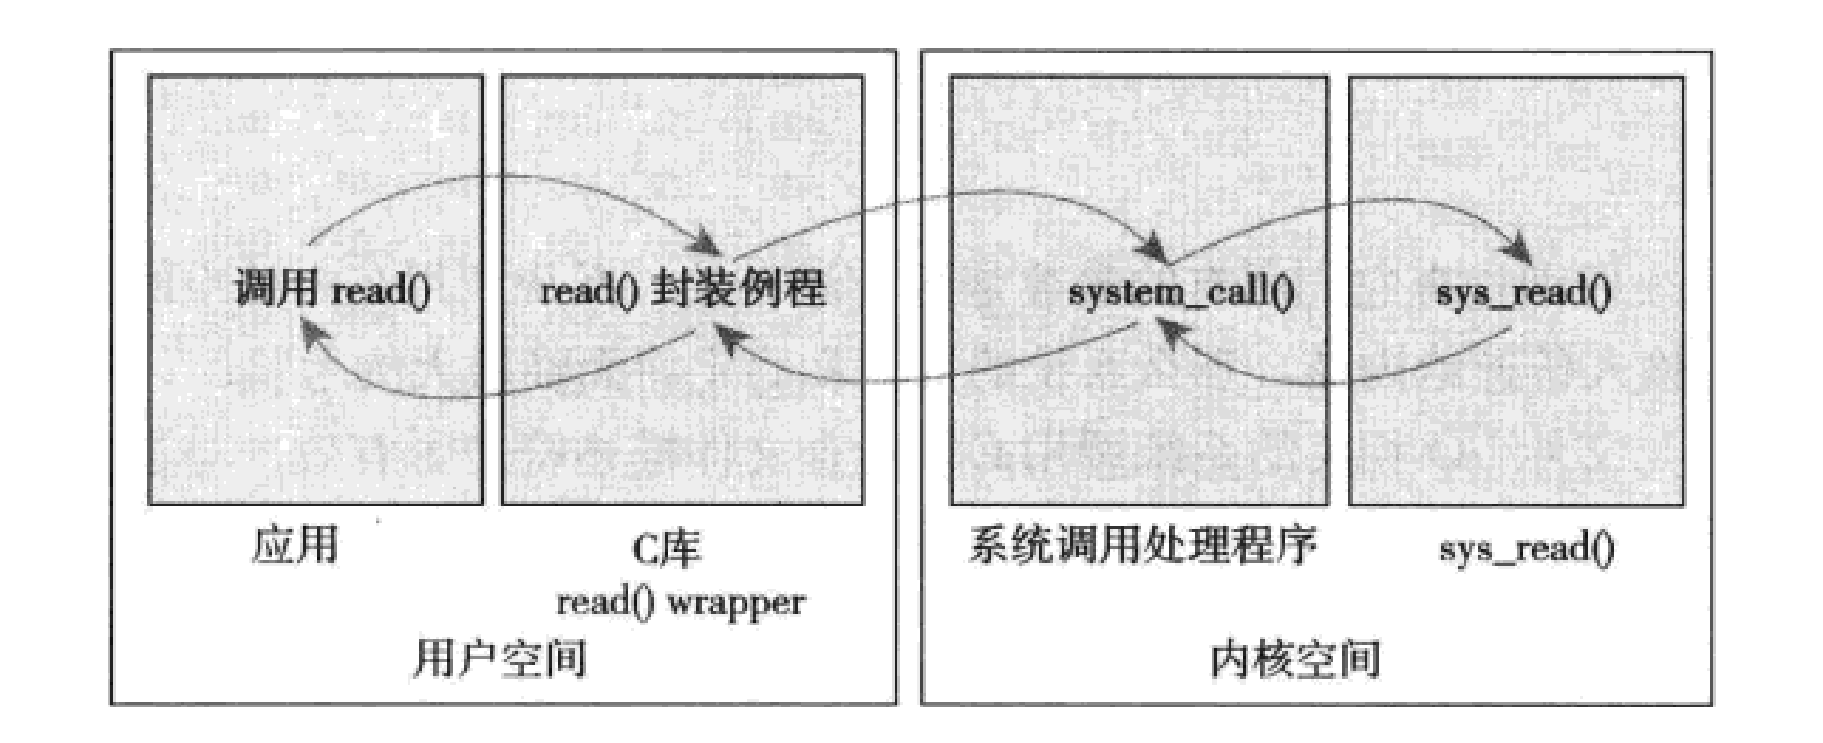 调用 read()
read() 封装例程
system_call()
sys_read()
应用
C库
read() wrapper
系统调用处理程序
sys_read()
用户空间
内核空间